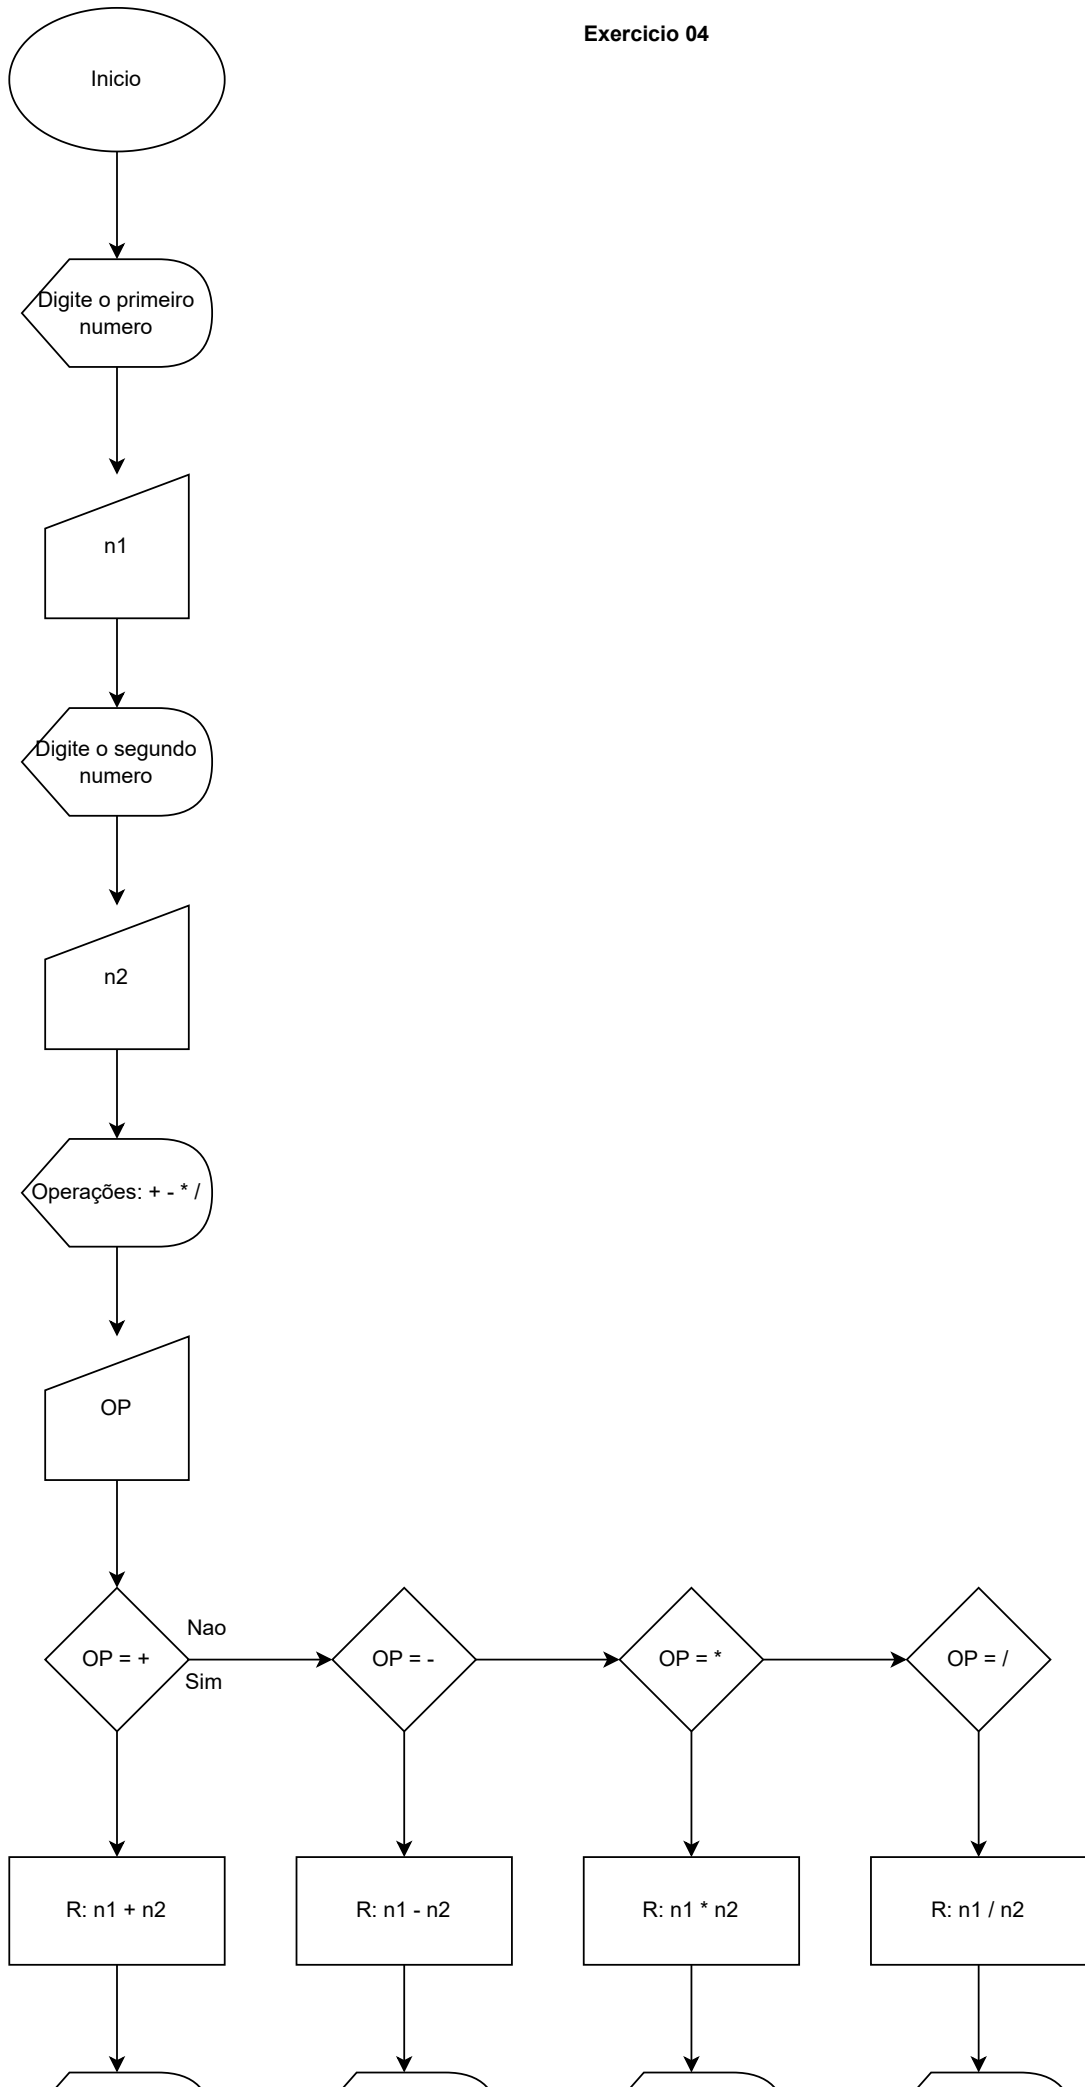 Exercicio 04
Inicio
Digite o primeiro
numero
n1
Digite o segundo
numero
n2
Operações: + - * /
OP
Nao
OP = +
OP = -
OP = *
OP = /
Sim
R: n1 + n2
R: n1 - n2
R: n1 * n2
R: n1 / n2